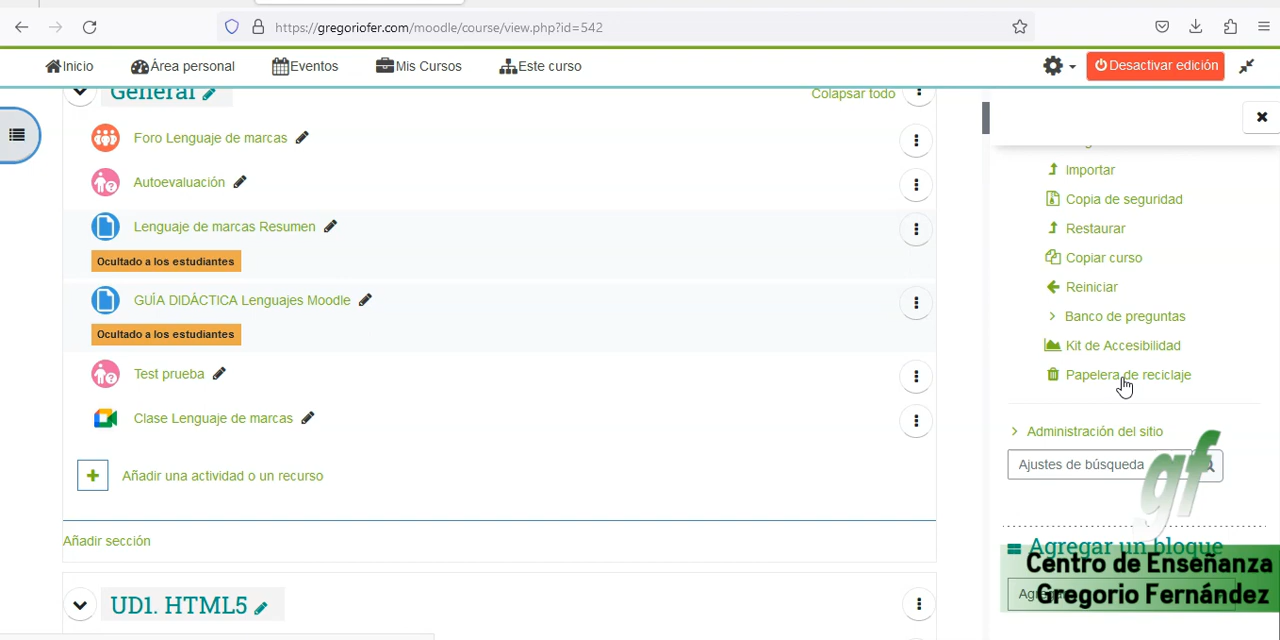 https://gregoriofer.com/moodle/course/view.php?id=542
Inicio
Área personal
Eventos
Mis Cursos
Este curso
Desactivar edición
General
Colapsar todo
Foro Lenguaje de marcas
Autoevaluación
Lenguaje de marcas Resumen
Ocultado a los estudiantes
GUÍA DIDÁCTICA Lenguajes Moodle
Ocultado a los estudiantes
Test prueba
Clase Lenguaje de marcas
Añadir una actividad o un recurso
Añadir sección
UD1. HTML5
Importar
Copia de seguridad
Restaurar
Copiar curso
Reiniciar
Banco de preguntas
Kit de Accesibilidad
Papelera de reciclaje
Administración del sitio
Ajustes de búsqueda
gf
Agregar un bloque
Centro de Enseñanza
Gregorio Fernández